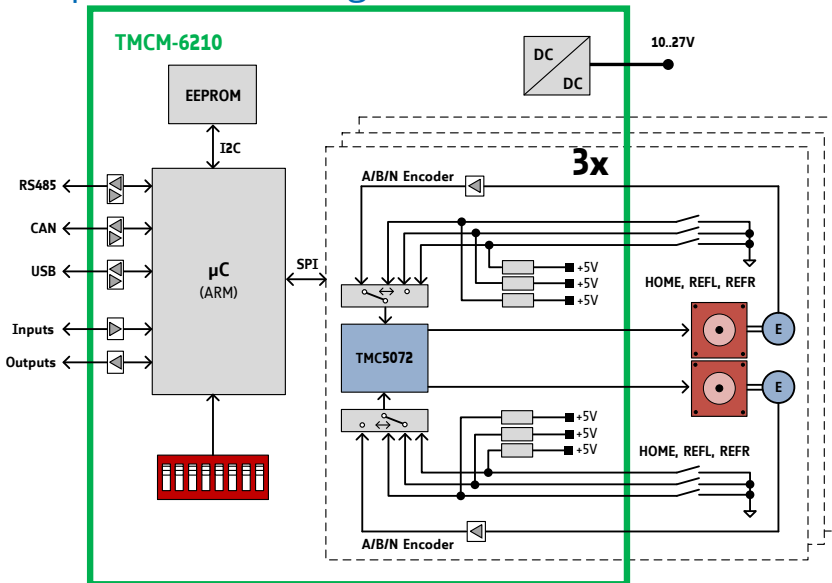 TMCM-6210
DC
DC
10..27V
EEPROM
I2C
3x
A/B/N Encoder
RS485
CAN
USB
Inputs
Outputs
µC
(ARM)
SPI
+5V
+5V
+5V
HOME, REFL, REFR
TMC5072
E
E
+5V
+5V
+5V
HOME, REFL, REFR
A/B/N Encoder